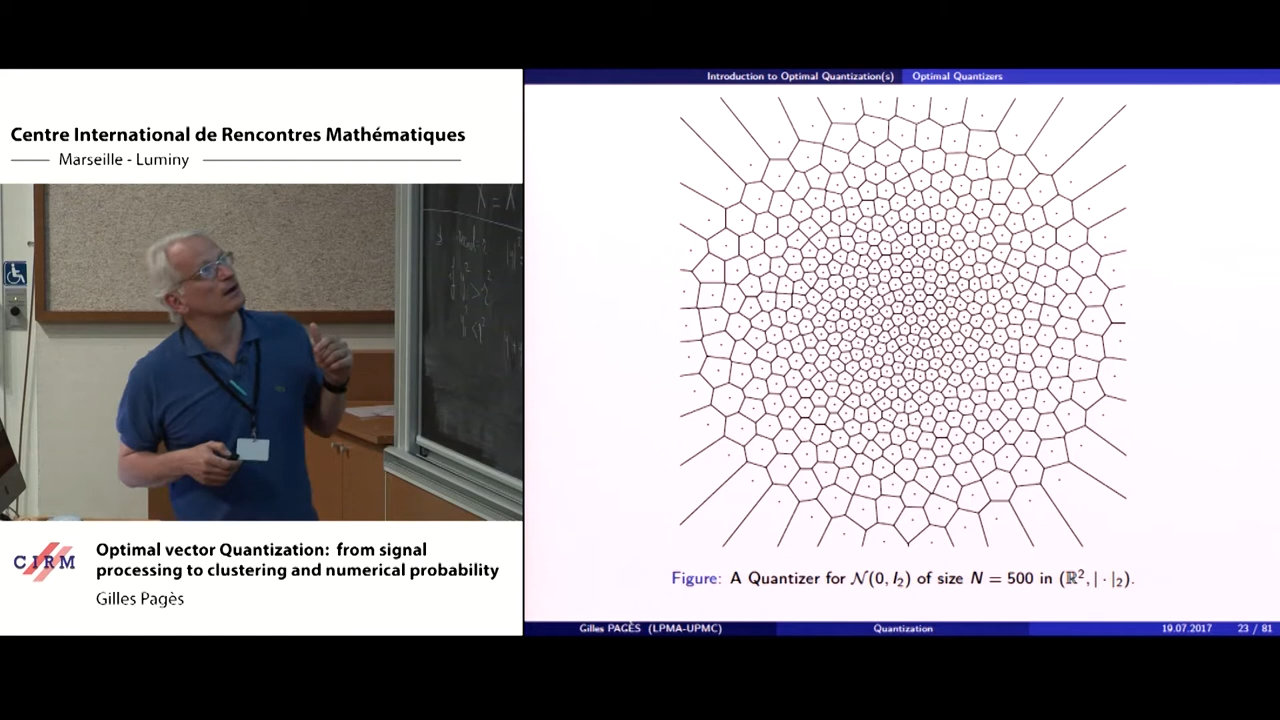 Centre International de Rencontres Mathématiques
Marseille - Luminy
CIRM
Optimal vector Quantization: from signal
processing to clustering and numerical probability
Gilles Pagès
Introduction to Optimal Quantization(s) Optimal Quantizers
Figure: A Quantizer for 𝒩(0, I₂) of size N = 500 in (ℝ², | · |₂).
Gilles PAGÈS (LPMA-UPMC) Quantization 19.07.2017 23 / 81